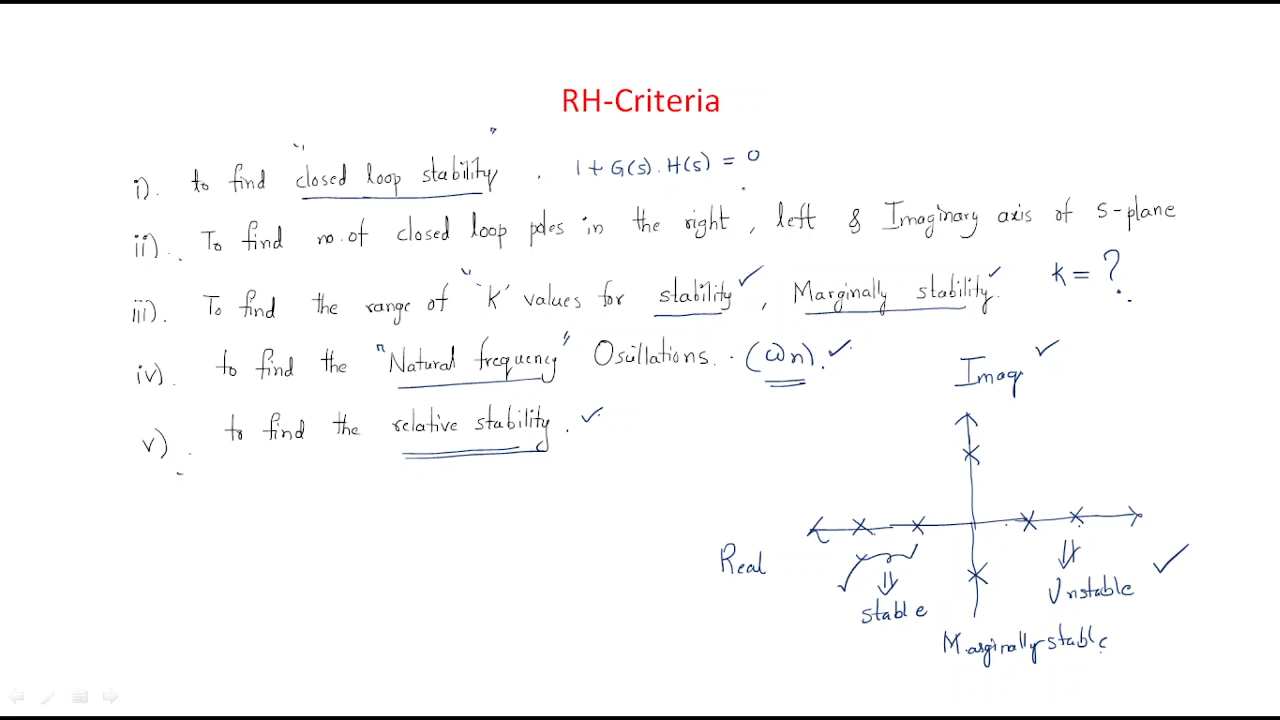 RH-Criteria
i). to find "closed loop stability". 1 + G(s). H(s) = 0
ii). To find no. of closed loop poles in the right, left & Imaginary axis of s-plane
iii). To find the range of "K" values for stability ✓, Marginally stability ✓. K = ?
iv). to find the "Natural frequency" Oscillations. (ωn). ✓
v). to find the relative stability. ✓
Imag ✓
Real
stable
Unstable ✓
Marginally stable